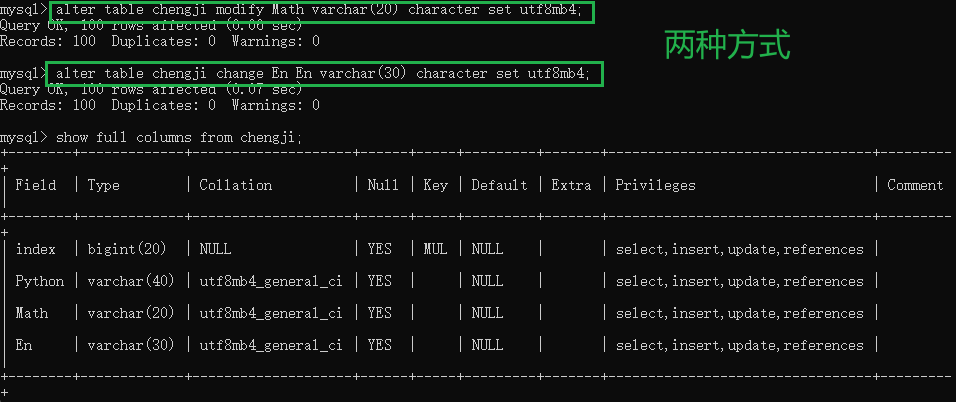 mysql> alter table chengji modify Math varchar(20) character set utf8mb4;
Query OK, 100 rows affected (0.06 sec)
两种方式
Records: 100  Duplicates: 0  Warnings: 0
mysql> alter table chengji change En En varchar(30) character set utf8mb4;
Query OK, 100 rows affected (0.07 sec)
Records: 100  Duplicates: 0  Warnings: 0
mysql> show full columns from chengji;
+--------+-------------+--------------------+------+-----+---------+-------+---------------------------------+---------
+
| Field  | Type        | Collation          | Null | Key | Default | Extra | Privileges                      | Comment
|
+--------+-------------+--------------------+------+-----+---------+-------+---------------------------------+---------
+
| index  | bigint(20)  | NULL               | YES  | MUL | NULL    |       | select,insert,update,references |
|
| Python | varchar(40) | utf8mb4_general_ci | YES  |     | NULL    |       | select,insert,update,references |
|
| Math   | varchar(20) | utf8mb4_general_ci | YES  |     | NULL    |       | select,insert,update,references |
|
| En     | varchar(30) | utf8mb4_general_ci | YES  |     | NULL    |       | select,insert,update,references |
|
+--------+-------------+--------------------+------+-----+---------+-------+---------------------------------+---------
+